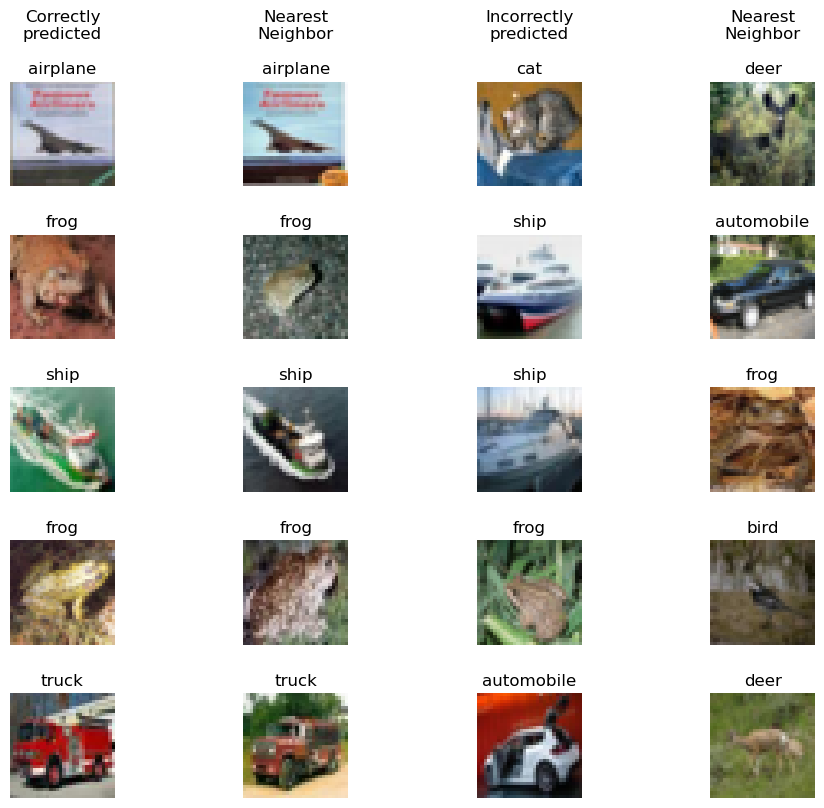 Correctly
predicted
Nearest
Neighbor
Incorrectly
predicted
Nearest
Neighbor
airplane
airplane
cat
deer
frog
frog
ship
automobile
ship
ship
ship
frog
frog
frog
frog
bird
truck
truck
automobile
deer